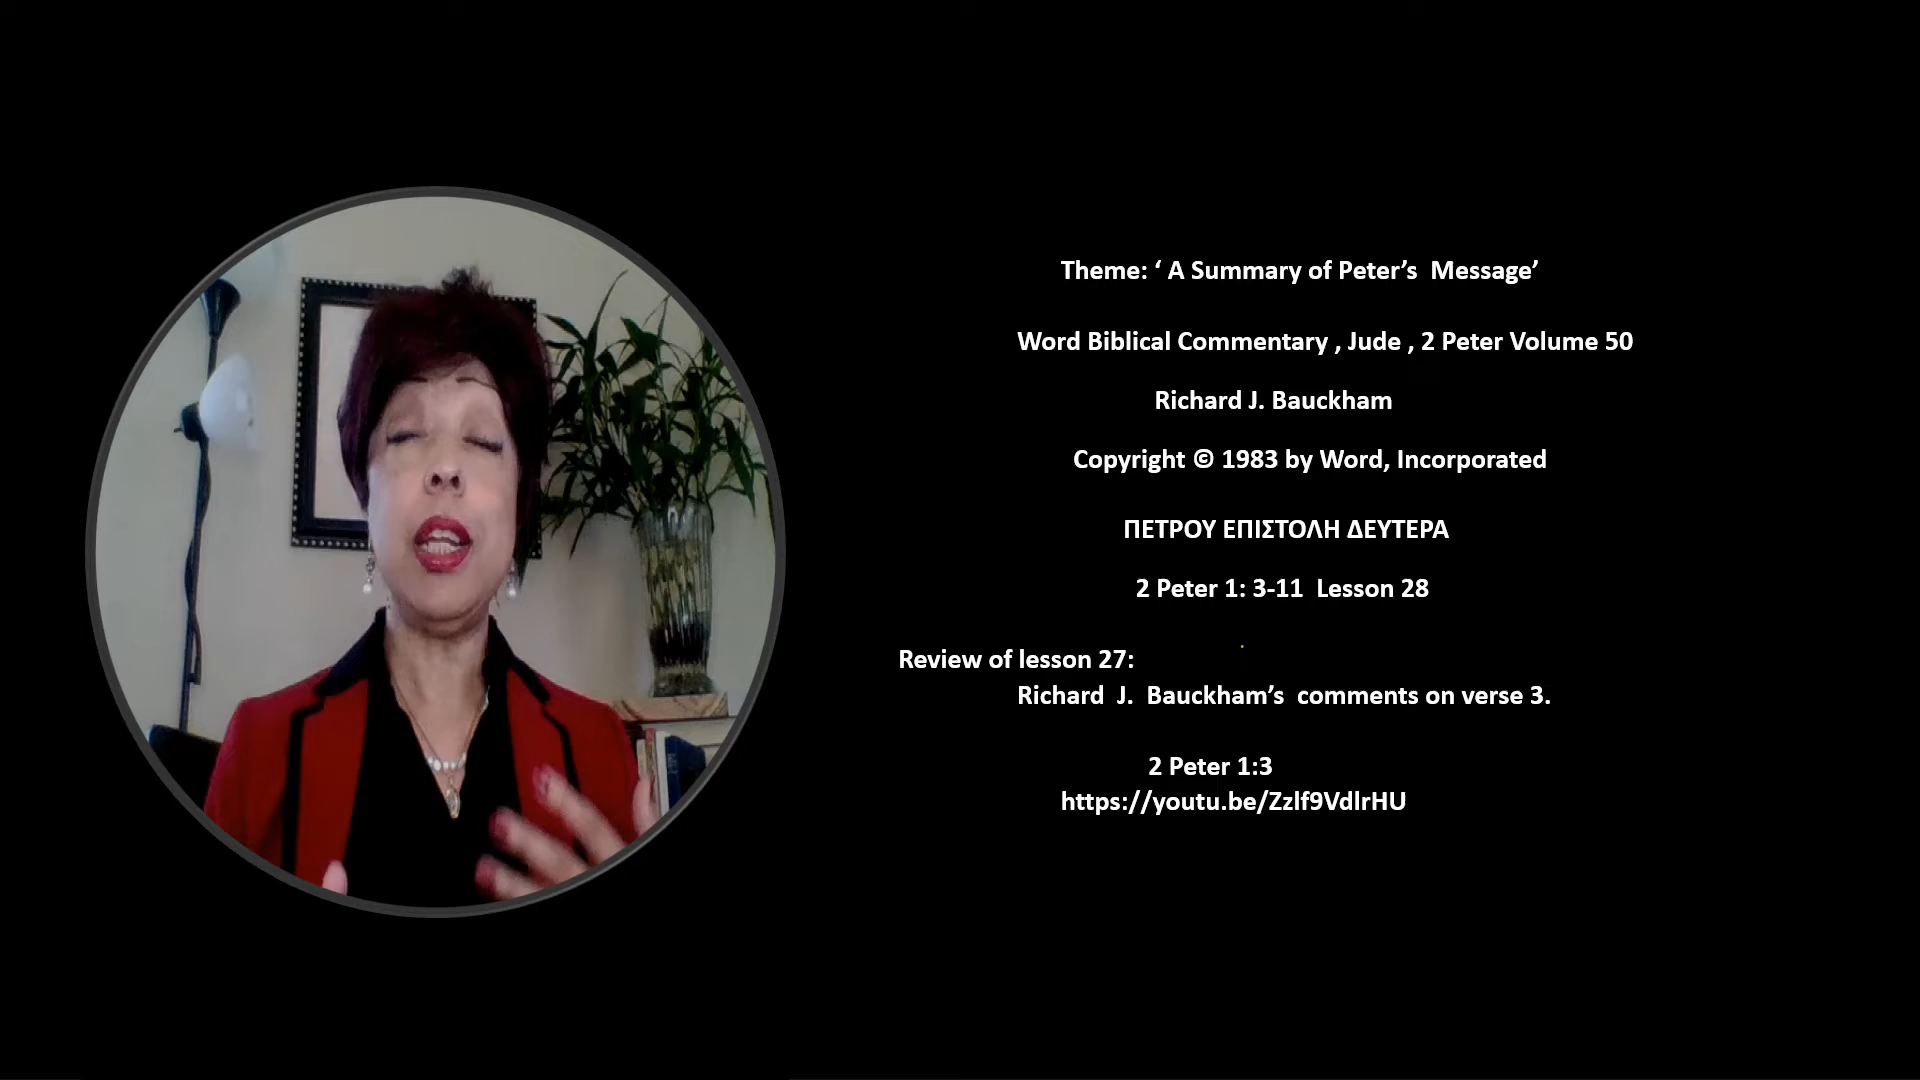 Theme: ‘ A Summary of Peter’s  Message’
Word Biblical Commentary , Jude , 2 Peter Volume 50
Richard J. Bauckham
Copyright © 1983 by Word, Incorporated
ΠΕΤΡΟΥ ΕΠΙΣΤΟΛΗ ΔΕΥΤΕΡΑ
2 Peter 1: 3-11  Lesson 28
Review of lesson 27:
Richard  J.  Bauckham’s  comments on verse 3.
2 Peter 1:3
https://youtu.be/Zzlf9VdlrHU